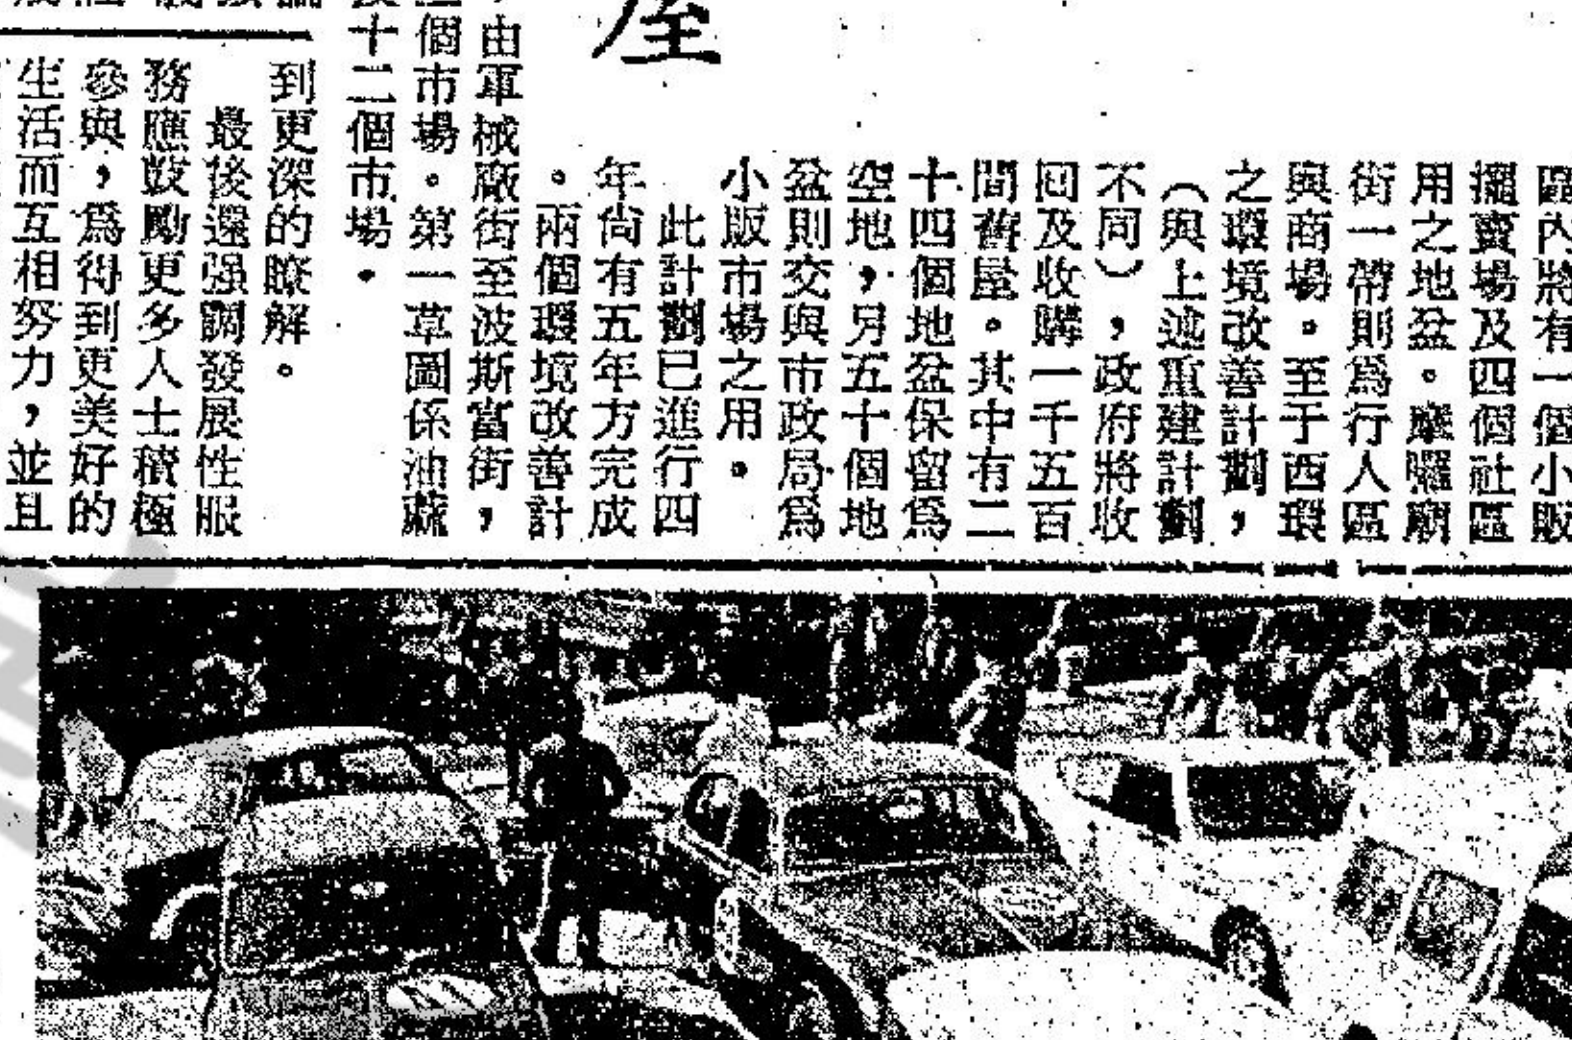 屋
區內將有一個小販
擺賣場及四個社區
用之地盆。摩囉廟
街一帶則爲行人區
與商場。至于西環
之環境改善計劃，
（與上述重建計劃
不同），政府將收
回及收購一千五百
間舊屋。其中有二
十四個地盆保留爲
空地，月五十個地
盆則交與市政局爲
小販市場之用。
此計劃已進行四
年尙有五年方完成
。兩個環境改善計
，由軍械廠街至波斯富街，
個市場。第一草圖係油蔴
十二個市場。
到更深的瞭解。
最後還强調發展性服
務應鼓勵更多人士積極
參與，爲得到更美好的
生活而互相努力，並且